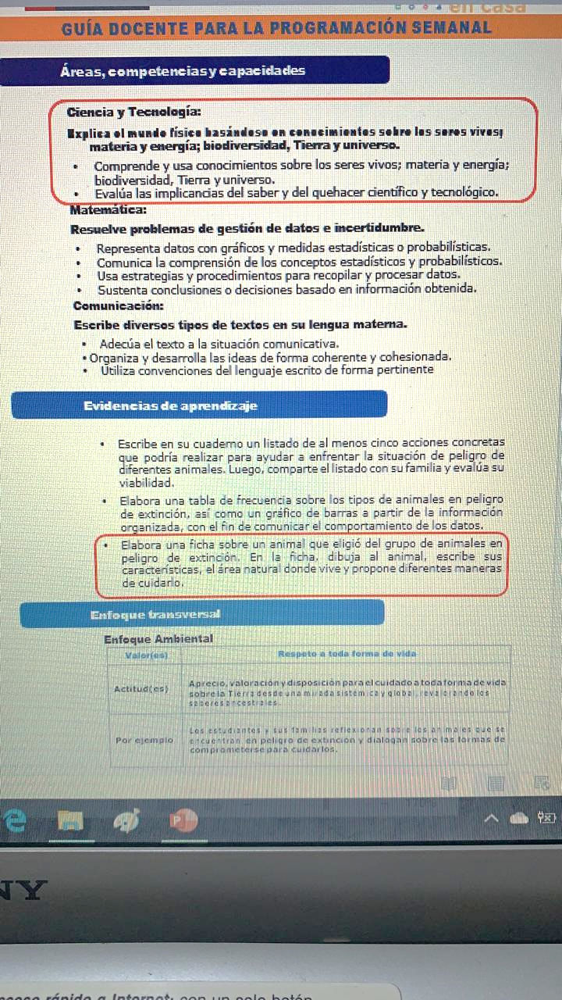 en casa
GUÍA DOCENTE PARA LA PROGRAMACIÓN SEMANAL
Áreas, competencias y capacidades
Ciencia y Tecnología:
Explica el mundo físico basándose en conocimientos sobre los seres vivos;
materia y energía; biodiversidad, Tierra y universo.
• Comprende y usa conocimientos sobre los seres vivos; materia y energía;
biodiversidad, Tierra y universo.
• Evalúa las implicancias del saber y del quehacer científico y tecnológico.
Matemática:
Resuelve problemas de gestión de datos e incertidumbre.
• Representa datos con gráficos y medidas estadísticas o probabilísticas.
• Comunica la comprensión de los conceptos estadísticos y probabilísticos.
• Usa estrategias y procedimientos para recopilar y procesar datos.
• Sustenta conclusiones o decisiones basado en información obtenida.
Comunicación:
Escribe diversos tipos de textos en su lengua materna.
• Adecúa el texto a la situación comunicativa.
• Organiza y desarrolla las ideas de forma coherente y cohesionada.
• Utiliza convenciones del lenguaje escrito de forma pertinente
Evidencias de aprendizaje
• Escribe en su cuaderno un listado de al menos cinco acciones concretas
que podría realizar para ayudar a enfrentar la situación de peligro de
diferentes animales. Luego, comparte el listado con su familia y evalúa su
viabilidad.
• Elabora una tabla de frecuencia sobre los tipos de animales en peligro
de extinción, así como un gráfico de barras a partir de la información
organizada, con el fin de comunicar el comportamiento de los datos.
• Elabora una ficha sobre un animal que eligió del grupo de animales en
peligro de extinción. En la ficha, dibuja al animal, escribe sus
características, el área natural donde vive y propone diferentes maneras
de cuidarlo.
Enfoque transversal
Enfoque Ambiental
Valor(es)
Respeto a toda forma de vida
Actitud(es)
Aprecio, valoración y disposición para el cuidado a toda forma de vida
sobre la Tierra desde una mirada sistémica y global, revalorando los
saberes ancestrales.
Por ejemplo
Los estudiantes y sus familias reflexionan sobre los animales que se
encuentran en peligro de extinción y dialogan sobre las formas de
comprometerse para cuidarlos.
P
NY
rápido a Internet: con un solo botón